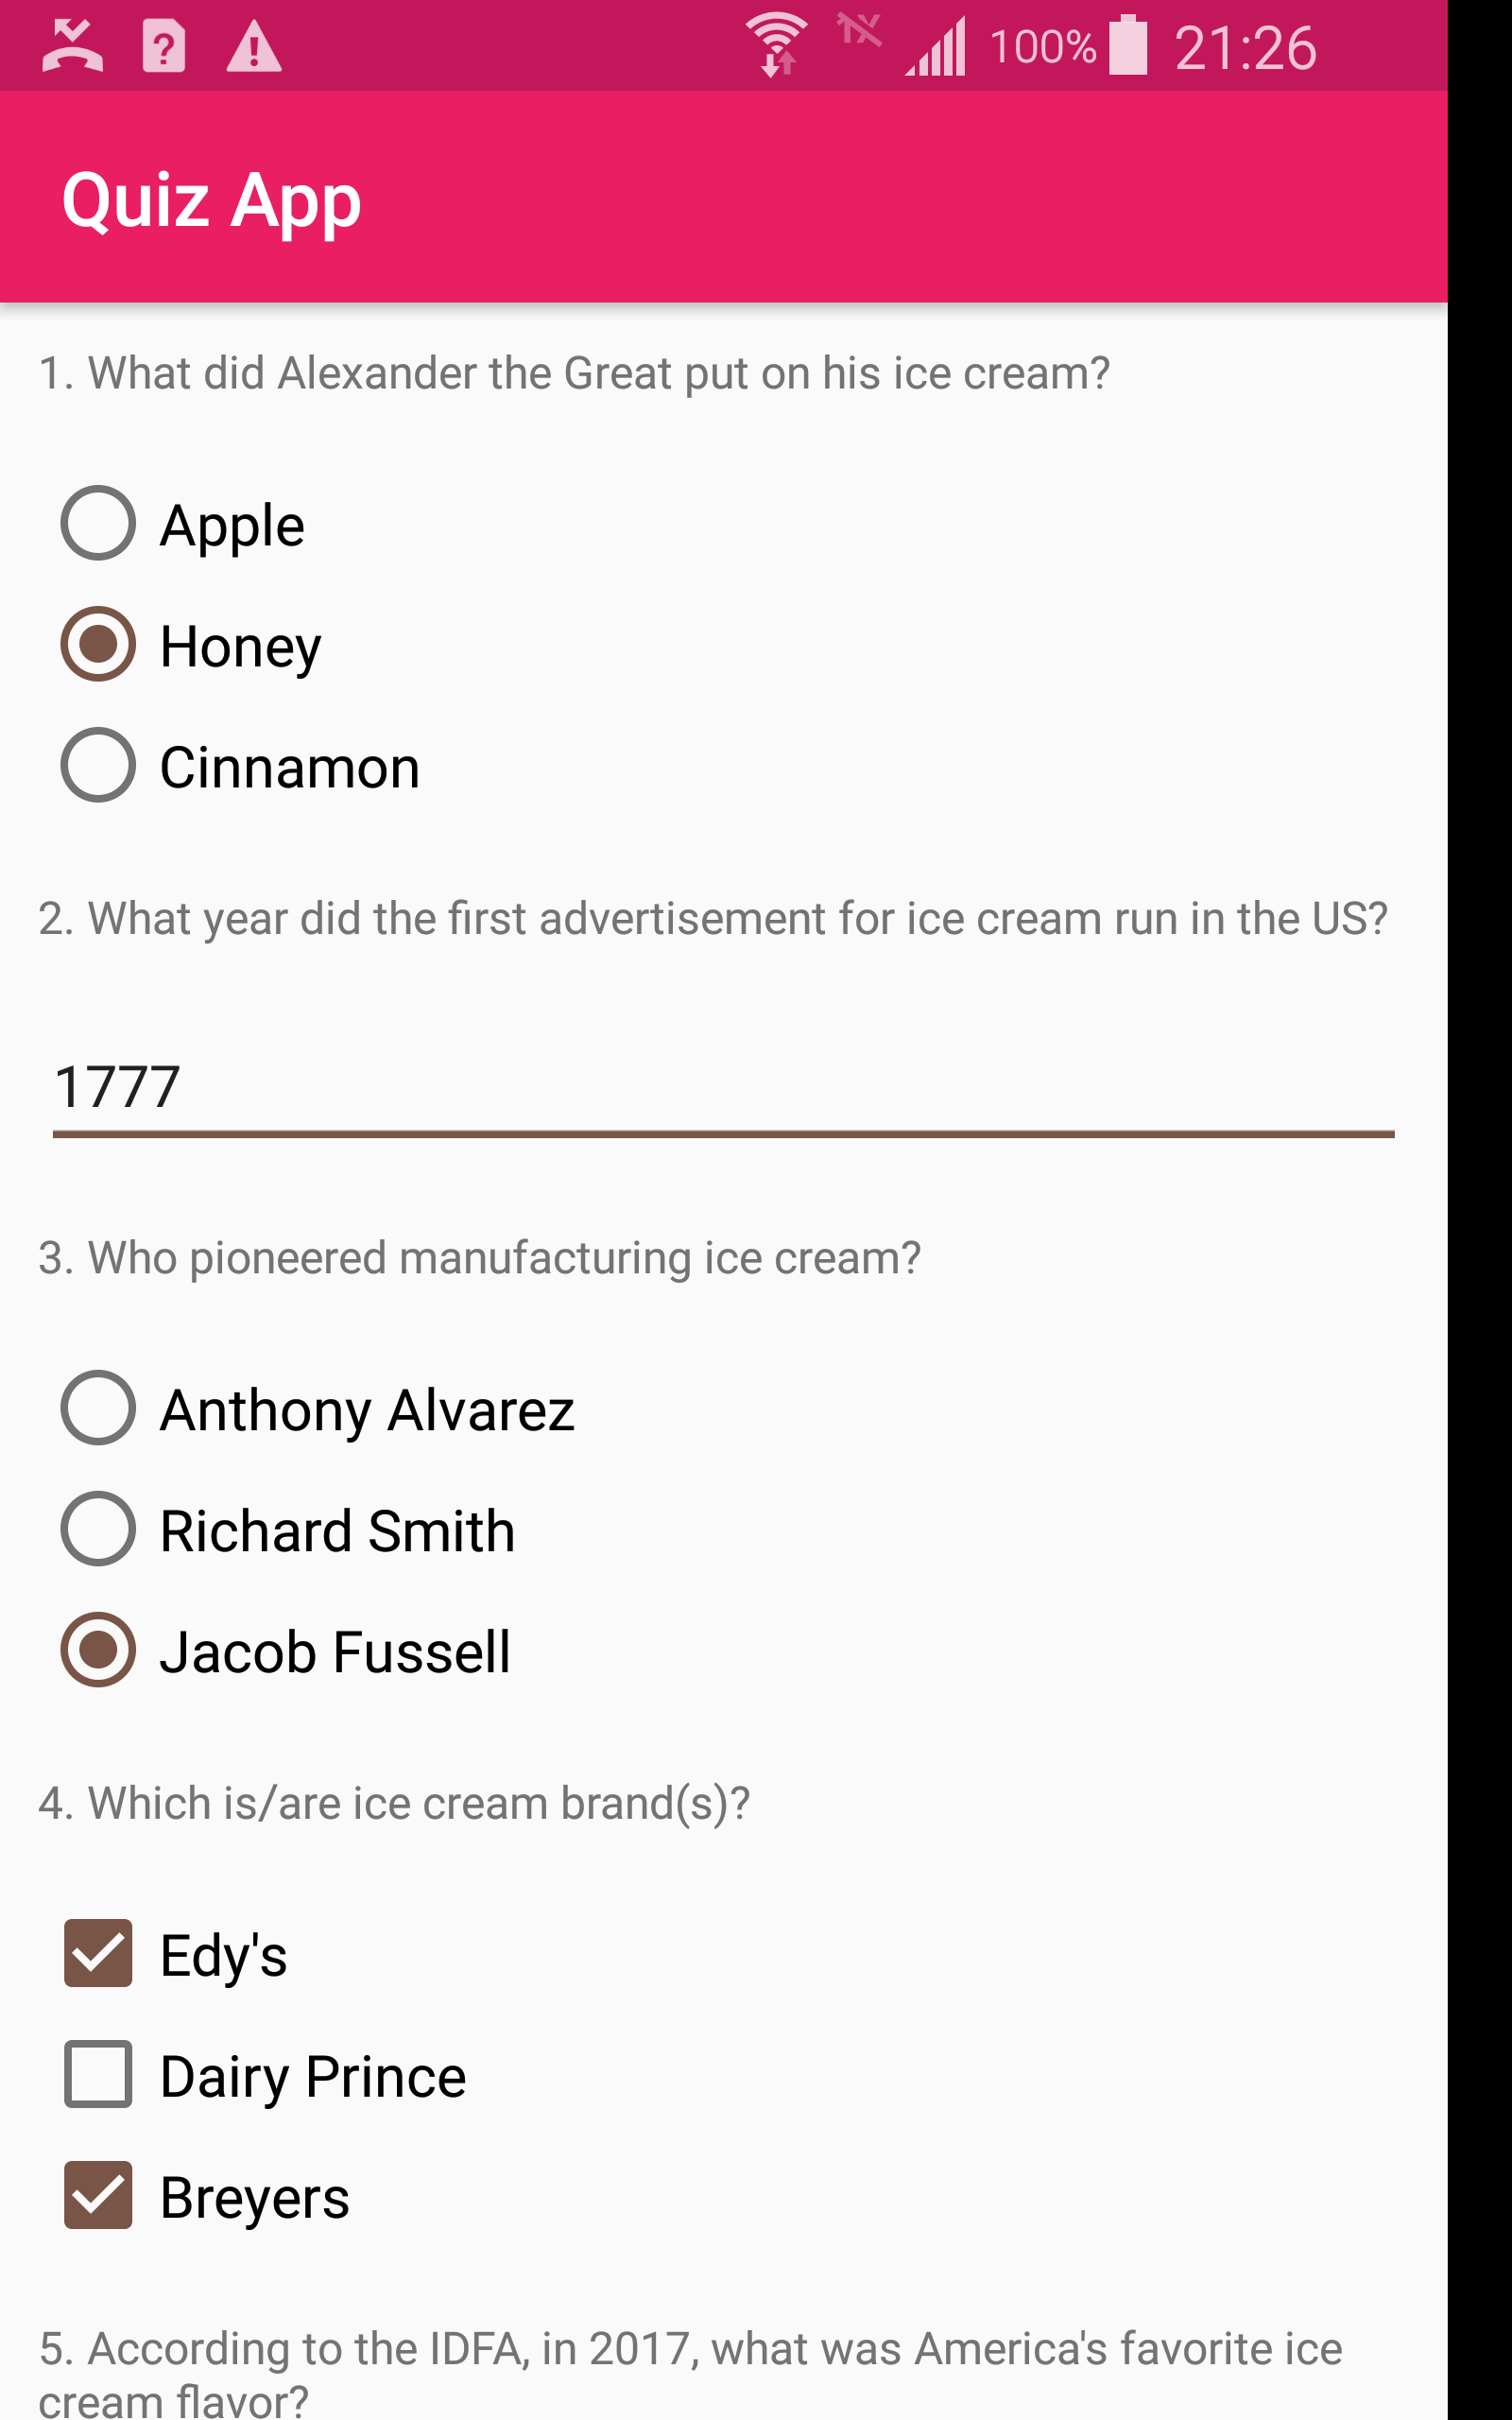 100% 21:26
Quiz App
1. What did Alexander the Great put on his ice cream?
Apple
Honey
Cinnamon
2. What year did the first advertisement for ice cream run in the US?
1777
3. Who pioneered manufacturing ice cream?
Anthony Alvarez
Richard Smith
Jacob Fussell
4. Which is/are ice cream brand(s)?
Edy's
Dairy Prince
Breyers
5. According to the IDFA, in 2017, what was America's favorite ice
cream flavor?